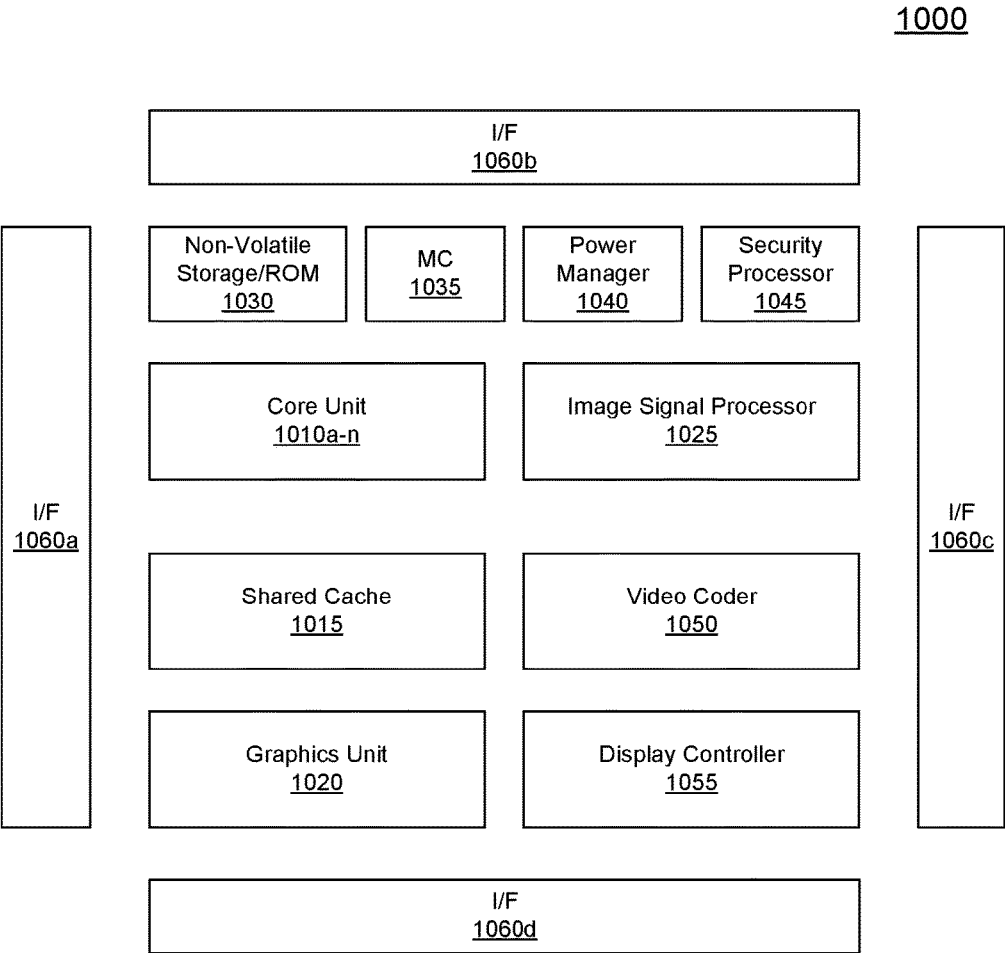 1000
I/F
1060b
Non-Volatile
Storage/ROM
1030
MC
1035
Power
Manager
1040
Security
Processor
1045
Core Unit
1010a-n
Image Signal Processor
1025
I/F
1060a
I/F
1060c
Shared Cache
1015
Video Coder
1050
Graphics Unit
1020
Display Controller
1055
I/F
1060d